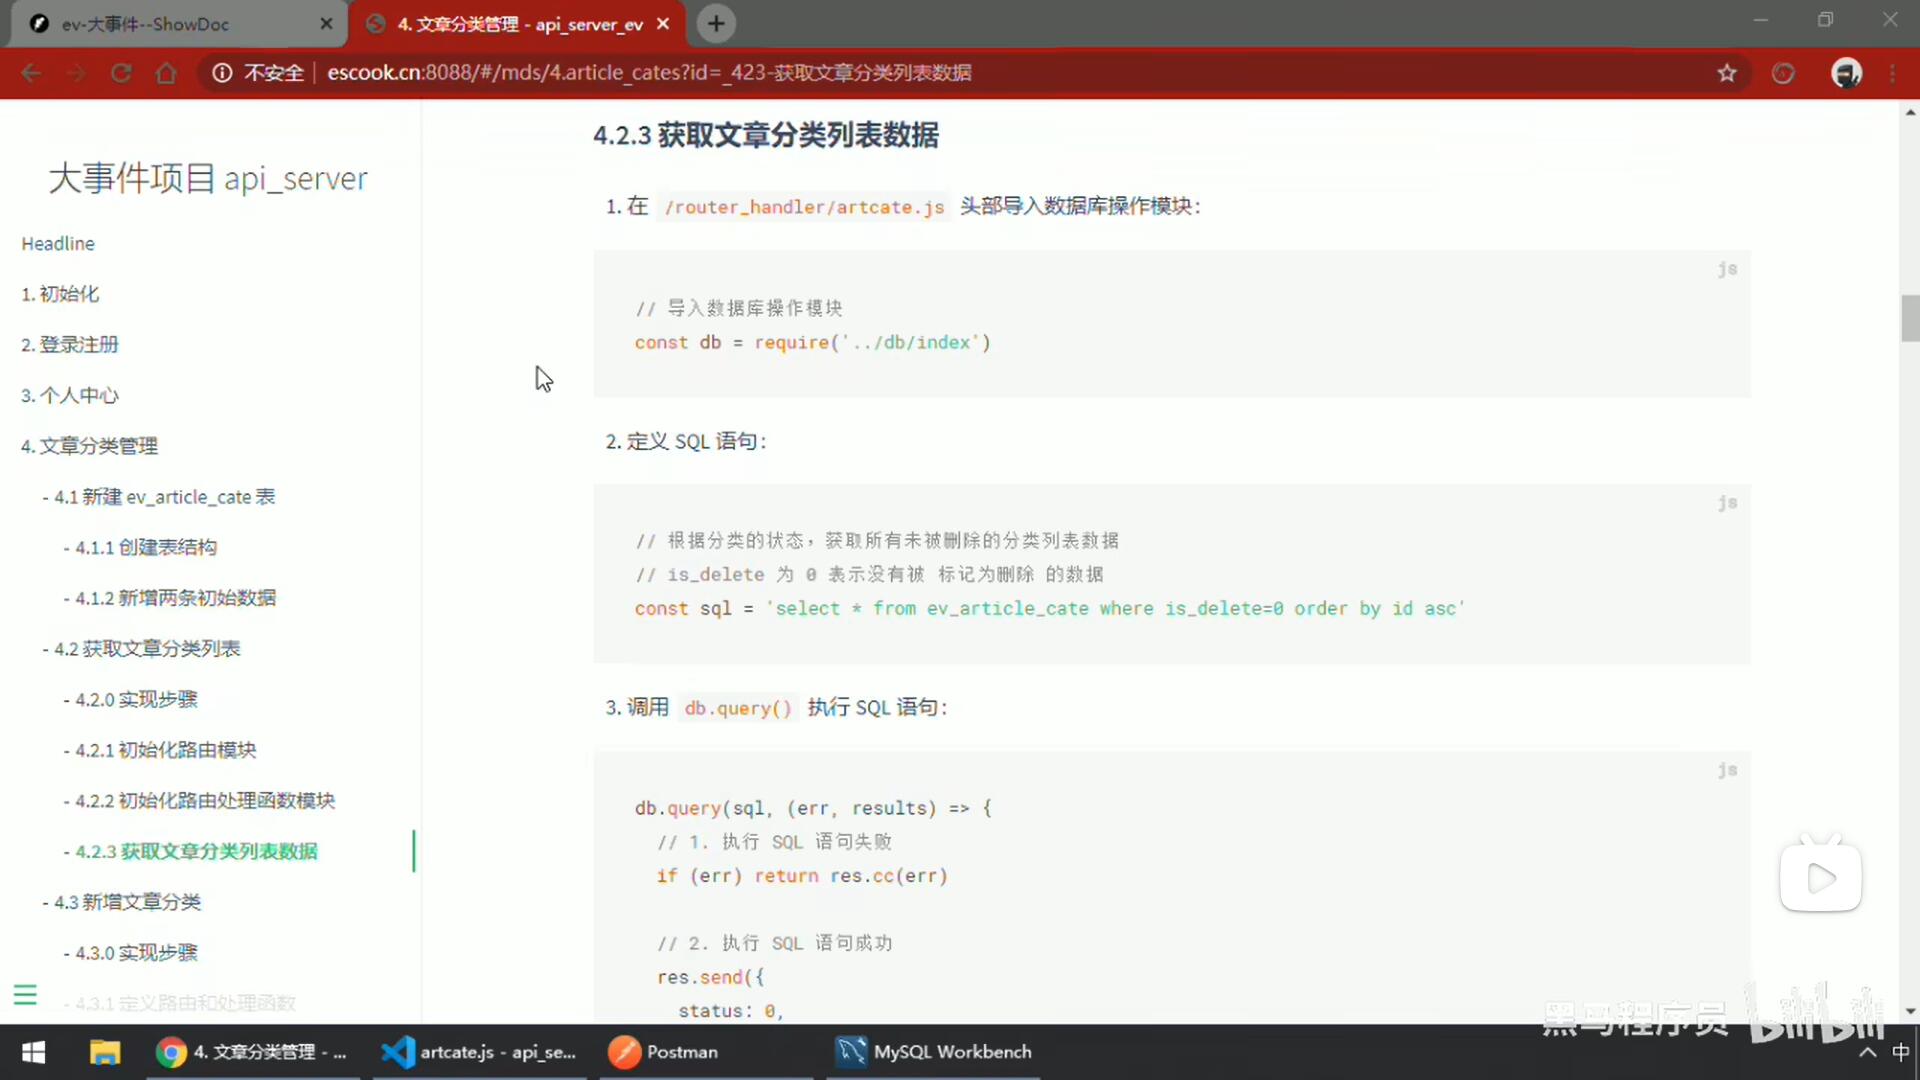 ev-大事件--ShowDoc
4. 文章分类管理 - api_server_ev
不安全 escook.cn:8088/#/mds/4.article_cates?id=_423-获取文章分类列表数据
大事件项目 api_server
Headline
1. 初始化
2. 登录注册
3. 个人中心
4. 文章分类管理
- 4.1 新建 ev_article_cate 表
- 4.1.1 创建表结构
- 4.1.2 新增两条初始数据
- 4.2 获取文章分类列表
- 4.2.0 实现步骤
- 4.2.1 初始化路由模块
- 4.2.2 初始化路由处理函数模块
- 4.2.3 获取文章分类列表数据
- 4.3 新增文章分类
- 4.3.0 实现步骤
- 4.3.1 定义路由和处理函数
4.2.3 获取文章分类列表数据
1. 在 /router_handler/artcate.js 头部导入数据库操作模块：
js
// 导入数据库操作模块
const db = require('../db/index')
2. 定义 SQL 语句：
js
// 根据分类的状态，获取所有未被删除的分类列表数据
// is_delete 为 0 表示没有被 标记为删除 的数据
const sql = 'select * from ev_article_cate where is_delete=0 order by id asc'
3. 调用 db.query() 执行 SQL 语句：
js
db.query(sql, (err, results) => {
// 1. 执行 SQL 语句失败
if (err) return res.cc(err)
// 2. 执行 SQL 语句成功
res.send({
status: 0,
黑马程序员 bilibili
4. 文章分类管理 - ...
artcate.js - api_se...
Postman
MySQL Workbench
中